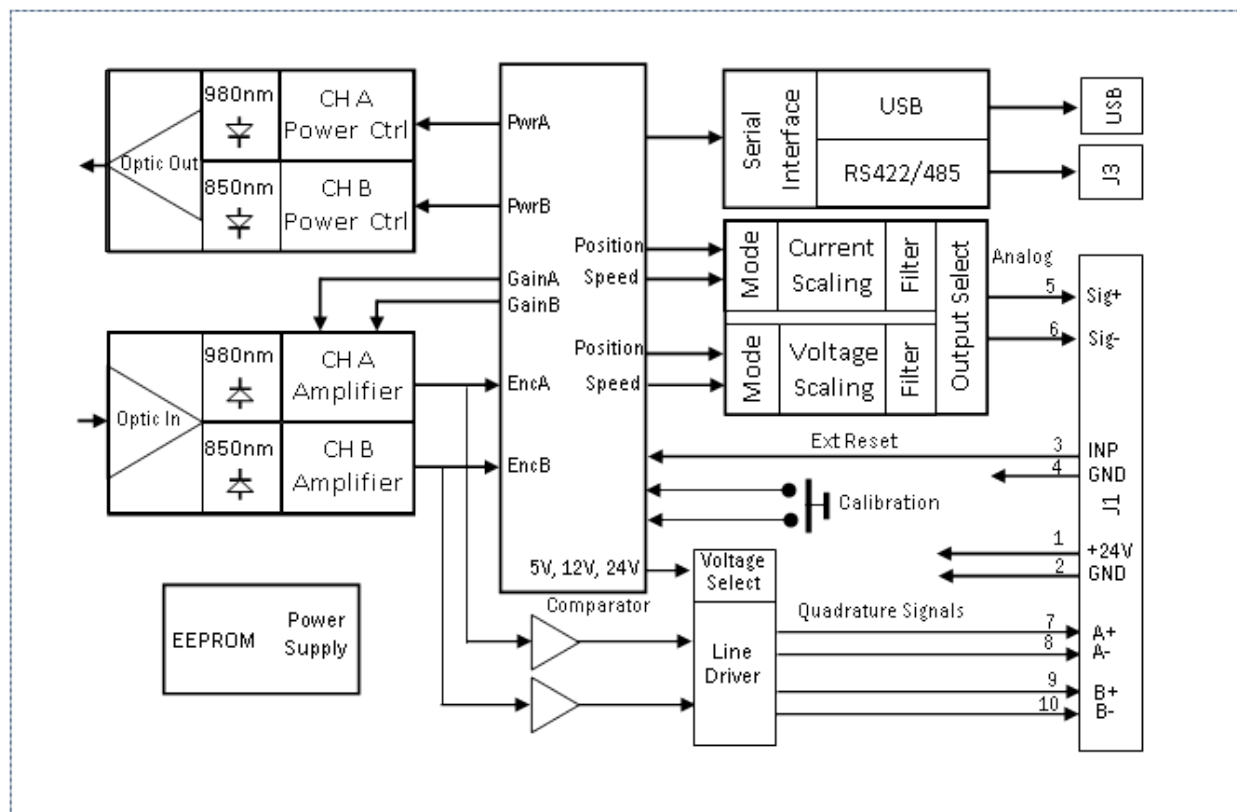 980nm
CH A
Power Ctrl
Optic Out
850nm
CH B
Power Ctrl
PwrA
PwrB
Position
Speed
GainA
GainB
Position
Speed
EncA
EncB
5V, 12V, 24V
980nm
CH A
Amplifier
Optic In
850nm
CH B
Amplifier
Serial
Interface
USB
RS422/485
USB
J3
Mode
Current
Scaling
Filter
Mode
Voltage
Scaling
Filter
Output Select
Analog
5
Sig+
6
Sig-
Ext Reset
3
INP
4
GND
J1
Calibration
1
+24V
2
GND
Voltage
Select
Comparator
Line
Driver
Quadrature Signals
7
A+
8
A-
9
B+
10
B-
EEPROM
Power
Supply